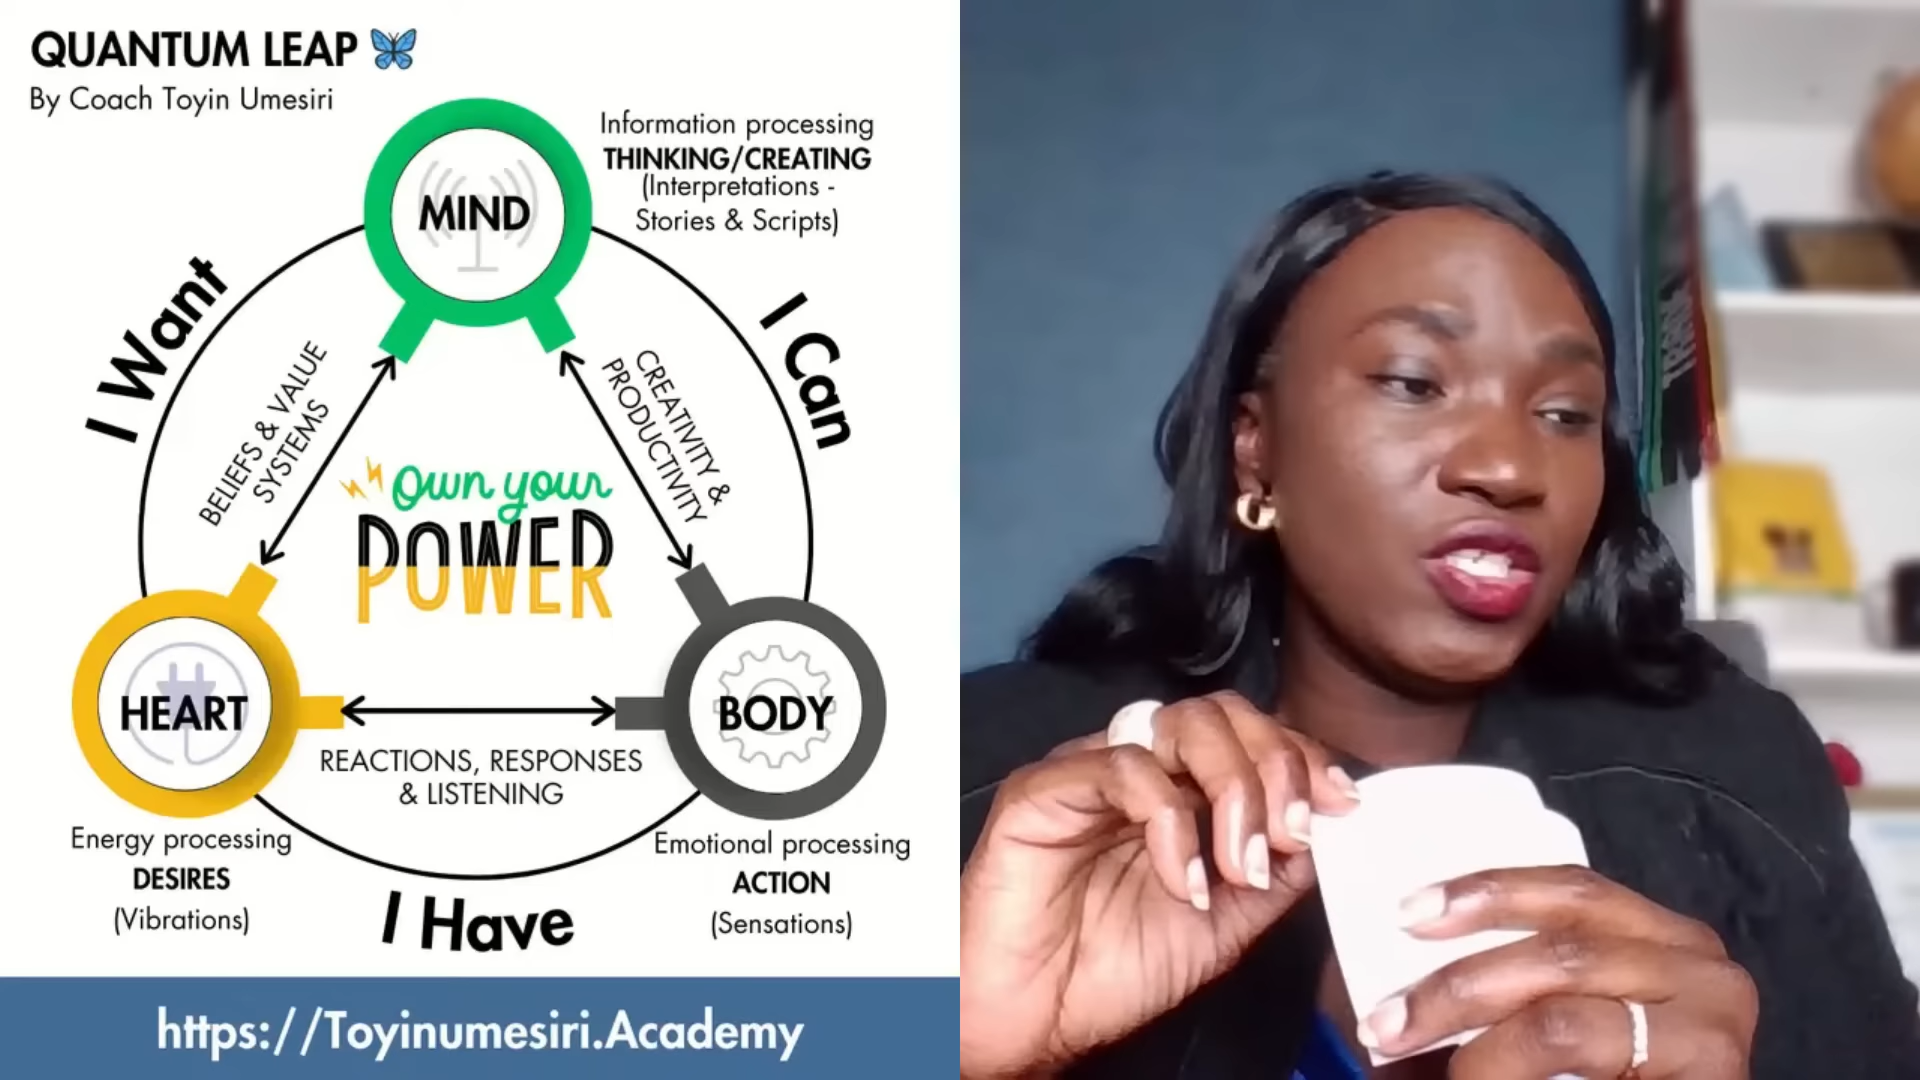 QUANTUM LEAP
By Coach Toyin Umesiri
MIND
Information processing
THINKING/CREATING
(Interpretations -
Stories & Scripts)
I Want
I Can
BELIEFS & VALUE
SYSTEMS
CREATIVITY &
PRODUCTIVITY
Own your
POWER
HEART
BODY
REACTIONS, RESPONSES
& LISTENING
Energy processing
DESIRES
(Vibrations)
Emotional processing
ACTION
(Sensations)
I Have
https://Toyinumesiri.Academy